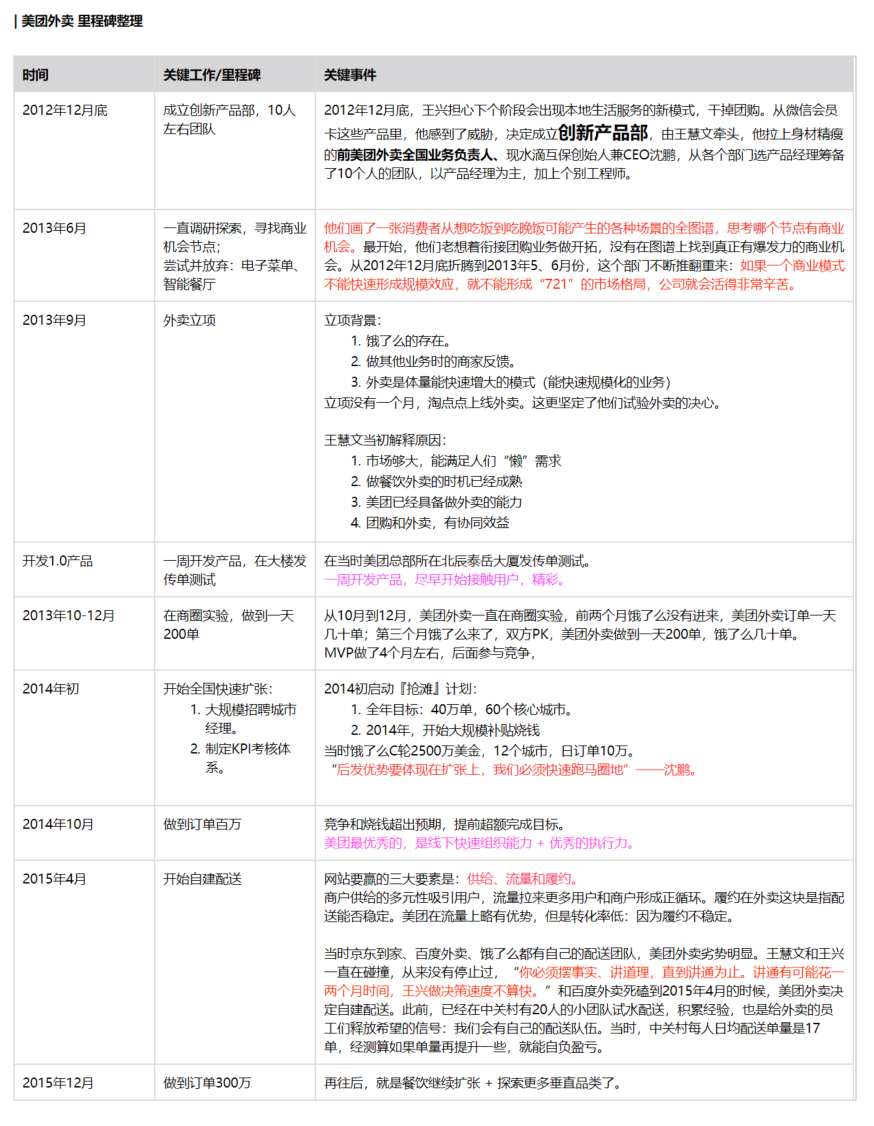 | 美团外卖 里程碑整理
时间
关键工作/里程碑
关键事件
2012年12月底
成立创新产品部，10人
左右团队
2012年12月底，王兴担心下个阶段会出现本地生活服务的新模式，干掉团购。从微信会员
卡这些产品里，他感到了威胁，决定成立创新产品部，由王慧文牵头，他拉上身材精瘦
的前美团外卖全国业务负责人、现水滴互保创始人兼CEO沈鹏，从各个部门选产品经理筹备
了10个人的团队，以产品经理为主，加上个别工程师。
2013年6月
一直调研探索，寻找商业
机会节点；
尝试并放弃：电子菜单、
智能餐厅
他们画了一张消费者从想吃饭到吃晚饭可能产生的各种场景的全图谱，思考哪个节点有商业
机会。最开始，他们老想着衔接团购业务做开拓，没有在图谱上找到真正有爆发力的商业机
会。从2012年12月底折腾到2013年5、6月份，这个部门不断推翻重来：如果一个商业模式
不能快速形成规模效应，就不能形成“721”的市场格局，公司就会活得非常辛苦。
2013年9月
外卖立项
立项背景：
1. 饿了么的存在。
2. 做其他业务时的商家反馈。
3. 外卖是体量能快速增大的模式（能快速规模化的业务）
立项没有一个月，淘点点上线外卖。这更坚定了他们试验外卖的决心。
王慧文当初解释原因：
1. 市场够大，能满足人们“懒”需求
2. 做餐饮外卖的时机已经成熟
3. 美团已经具备做外卖的能力
4. 团购和外卖，有协同效益
开发1.0产品
一周开发产品，在大楼发
传单测试
在当时美团总部所在北辰泰岳大厦发传单测试。
一周开发产品，尽早开始接触用户，精彩。
2013年10-12月
在商圈实验，做到一天
200单
从10月到12月，美团外卖一直在商圈实验，前两个月饿了么没有进来，美团外卖订单一天
几十单；第三个月饿了么来了，双方PK，美团外卖做到一天200单，饿了么几十单。
MVP做了4个月左右，后面参与竞争，
2014年初
开始全国快速扩张：
1. 大规模招聘城市
经理。
2. 制定KPI考核体
系。
2014初启动『抢滩』计划：
1. 全年目标：40万单，60个核心城市。
2. 2014年，开始大规模补贴烧钱
当时饿了么C轮2500万美金，12个城市，日订单10万。
“后发优势要体现在扩张上，我们必须快速跑马圈地”——沈鹏。
2014年10月
做到订单百万
竞争和烧钱超出预期，提前超额完成目标。
美团最优秀的，是线下快速组织能力 + 优秀的执行力。
2015年4月
开始自建配送
网站要赢的三大要素是：供给、流量和履约。
商户供给的多元性吸引用户，流量拉来更多用户和商户形成正循环。履约在外卖这块是指配
送能否稳定。美团在流量上略有优势，但是转化率低：因为履约不稳定。
当时京东到家、百度外卖、饿了么都有自己的配送团队，美团外卖劣势明显。王慧文和王兴
一直在碰撞，从来没有停止过，“你必须摆事实、讲道理，直到讲通为止。讲通有可能花一
两个月时间，王兴做决策速度不算快。”和百度外卖死磕到2015年4月的时候，美团外卖决
定自建配送。此前，已经在中关村有20人的小团队试水配送，积累经验，也是给外卖的员
工们释放希望的信号：我们会有自己的配送队伍。当时，中关村每人日均配送单量是17
单，经测算如果单量再提升一些，就能自负盈亏。
2015年12月
做到订单300万
再往后，就是餐饮继续扩张 + 探索更多垂直品类了。